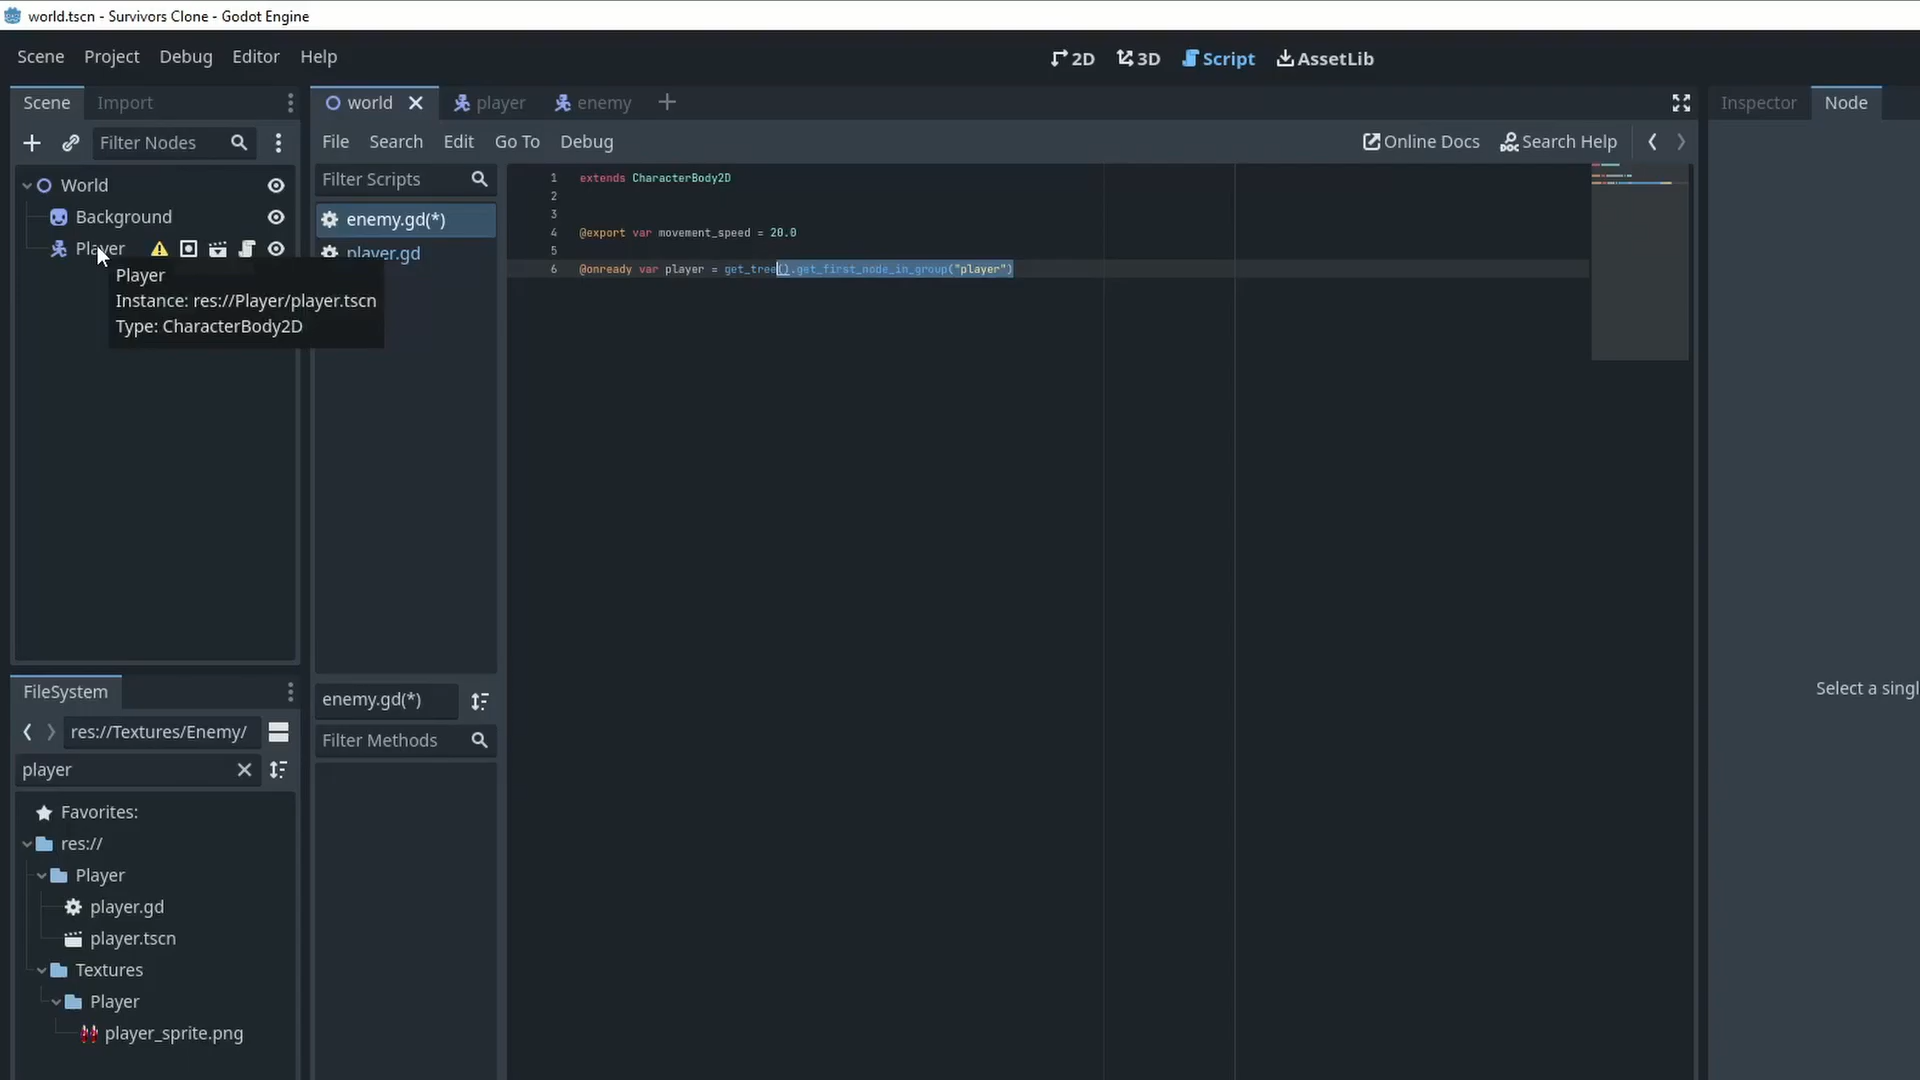 world.tscn - Survivors Clone - Godot Engine
Scene Project Debug Editor Help
2D 3D Script AssetLib
Scene Import
Filter Nodes
World
Background
Player
Player
Instance: res://Player/player.tscn
Type: CharacterBody2D
FileSystem
res://Textures/Enemy/
player
Favorites:
res://
Player
player.gd
player.tscn
Textures
Player
player_sprite.png
world player enemy
File Search Edit Go To Debug
Online Docs Search Help
Filter Scripts
enemy.gd(*)
player.gd
enemy.gd(*)
Filter Methods
1 extends CharacterBody2D
2
3
4 @export var movement_speed = 20.0
5
6 @onready var player = get_tree().get_first_node_in_group("player")
Inspector Node
Select a singl